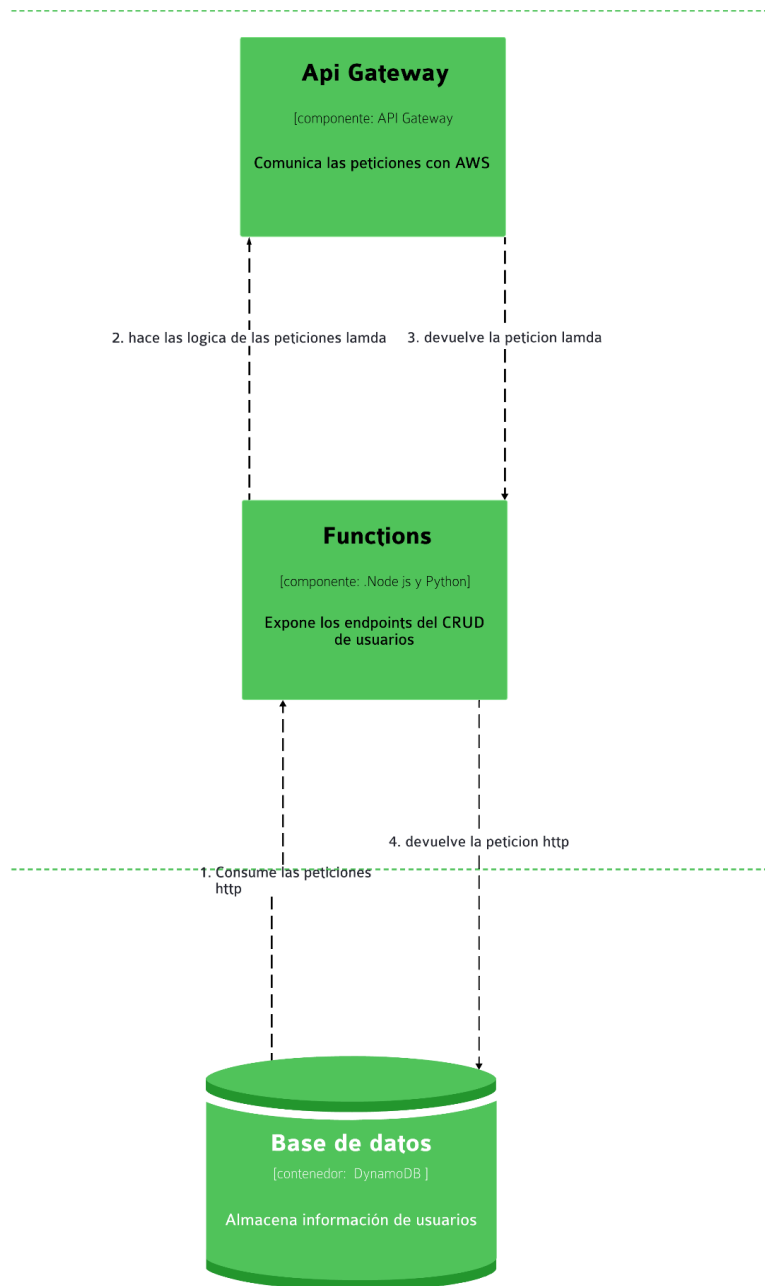 Api Gateway
[componente: API Gateway
Comunica las peticiones con AWS
2. hace las logica de las peticiones lamda
3. devuelve la peticion lamda
Functions
[componente: .Node js y Python]
Expone los endpoints del CRUD
de usuarios
4. devuelve la peticion http
1. Consume las peticiones
http
Base de datos
[contenedor:  DynamoDB ]
Almacena información de usuarios